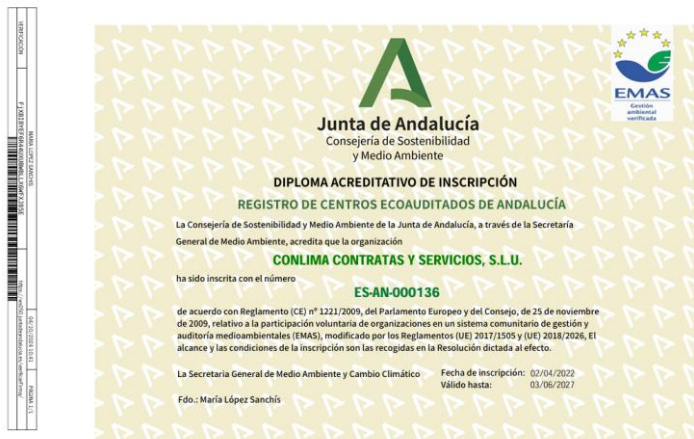 Junta de Andalucía
Consejería de Sostenibilidad
y Medio Ambiente
EMAS
Gestión
ambiental
verificada
DIPLOMA ACREDITATIVO DE INSCRIPCIÓN
REGISTRO DE CENTROS ECOAUDITADOS DE ANDALUCÍA
La Consejería de Sostenibilidad y Medio Ambiente de la Junta de Andalucía, a través de la Secretaría
General de Medio Ambiente, acredita que la organización
CONLIMA CONTRATAS Y SERVICIOS, S.L.U.
ha sido inscrita con el número
ES-AN-000136
de acuerdo con Reglamento (CE) nº 1221/2009, del Parlamento Europeo y del Consejo, de 25 de noviembre
de 2009, relativo a la participación voluntaria de organizaciones en un sistema comunitario de gestión y
auditoría medioambientales (EMAS), modificado por los Reglamentos (UE) 2017/1505 y (UE) 2018/2026, El
alcance y las condiciones de la inscripción son las recogidas en la Resolución dictada al efecto.
La Secretaria General de Medio Ambiente y Cambio Climático
Fecha de inscripción: 02/04/2022
Válido hasta: 03/06/2027
Fdo.: María López Sanchís
MARIA LOPEZ SANCHIS
PÁGINA 1/1
VERIFICACIÓN